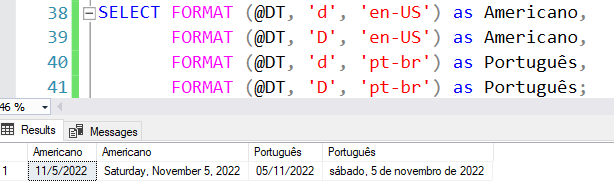 38 SELECT FORMAT (@DT, 'd', 'en-US') as Americano,
39 FORMAT (@DT, 'D', 'en-US') as Americano,
40 FORMAT (@DT, 'd', 'pt-br') as Português,
41 FORMAT (@DT, 'D', 'pt-br') as Português;
46 %
Results Messages
Americano Americano Português Português
1 11/5/2022 Saturday, November 5, 2022 05/11/2022 sábado, 5 de novembro de 2022